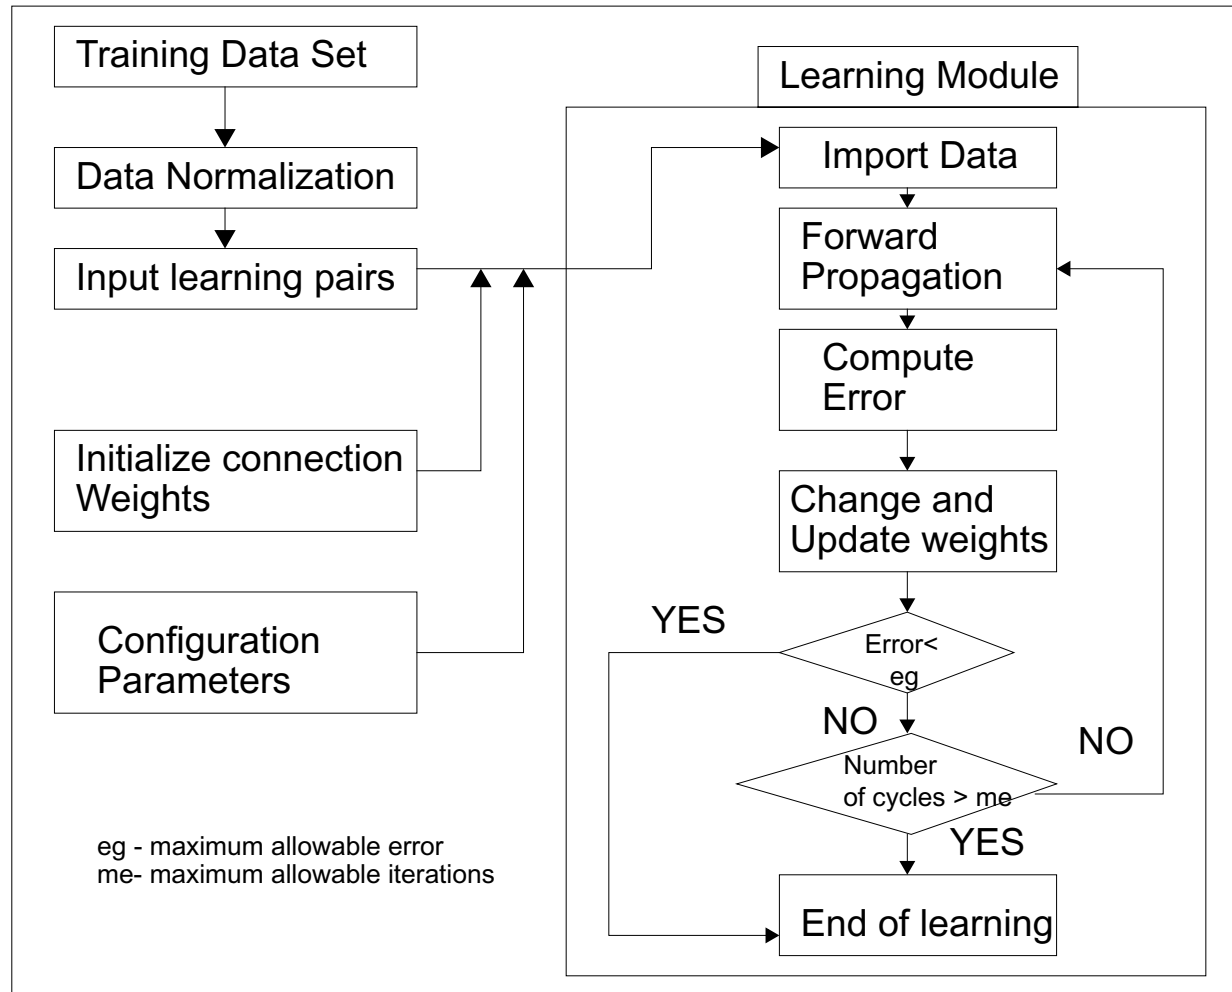 Training Data Set
Data Normalization
Input learning pairs
Initialize connection
Weights
Configuration
Parameters
eg - maximum allowable error
me- maximum allowable iterations
Learning Module
Import Data
Forward
Propagation
Compute
Error
Change and
Update weights
YES
Error<
eg
NO
NO
Number
of cycles > me
YES
End of learning